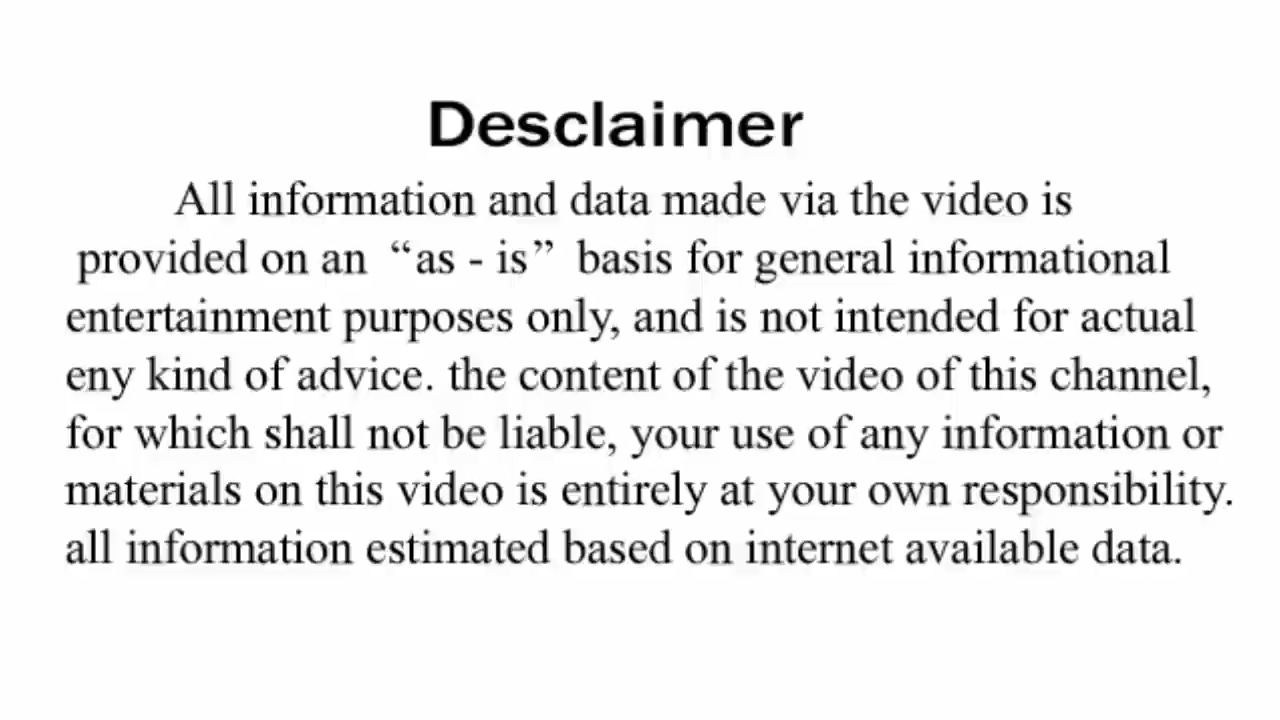 Desclaimer
All information and data made via the video is
provided on an “as - is” basis for general informational
entertainment purposes only, and is not intended for actual
eny kind of advice. the content of the video of this channel,
for which shall not be liable, your use of any information or
materials on this video is entirely at your own responsibility.
all information estimated based on internet available data.